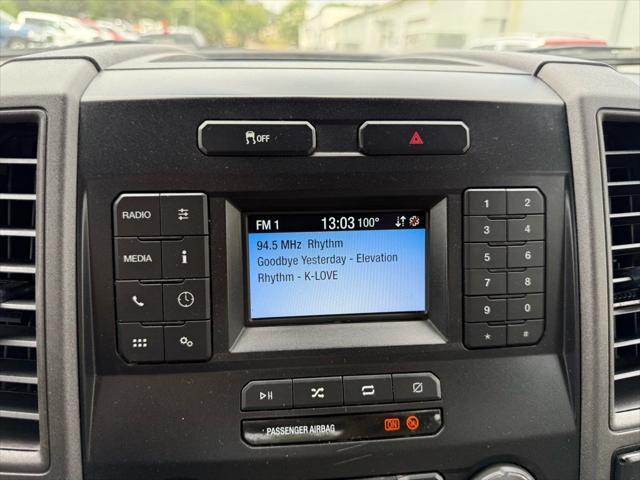 OFF
FM 1 13:03 100°
94.5 MHz Rhythm
Goodbye Yesterday - Elevation
Rhythm - K-LOVE
RADIO
MEDIA
i
1 2
3 4
5 6
7 8
9 0
* #
PASSENGER AIRBAG ON